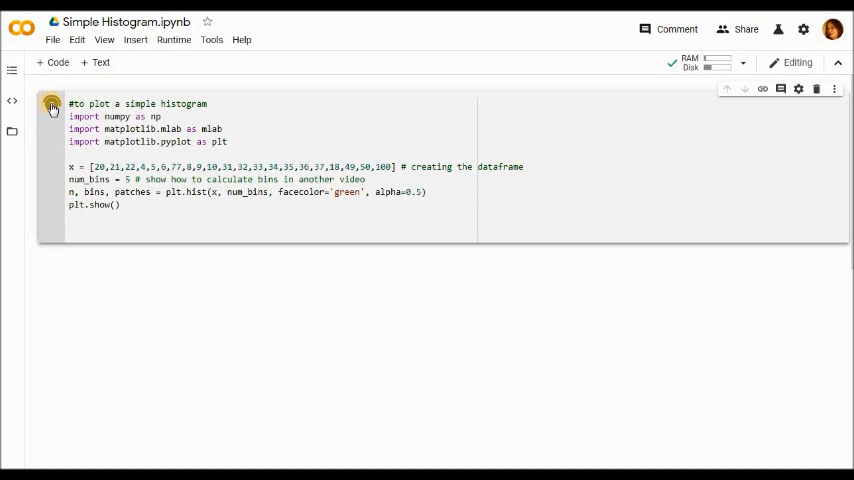 Simple Histogram.ipynb
File Edit View Insert Runtime Tools Help
Comment Share
+ Code + Text
RAM
Disk
Editing
#to plot a simple histogram
import numpy as np
import matplotlib.mlab as mlab
import matplotlib.pyplot as plt
x = [20,21,22,4,5,6,77,8,9,10,31,32,33,34,35,36,37,18,49,50,100] # creating the dataframe
num_bins = 5 # show how to calculate bins in another video
n, bins, patches = plt.hist(x, num_bins, facecolor='green', alpha=0.5)
plt.show()